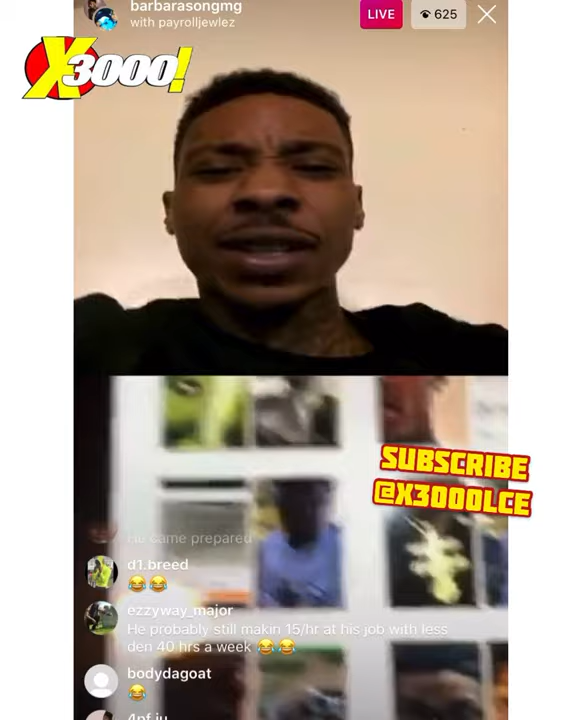 barbarasongmg
with payrolljewlez
LIVE
625
X3000!
SUBSCRIBE
@X3000LCE
He came prepared
d1.breed
😂😂
ezzyway_major
He probably still makin 15/hr at his job with less
den 40 hrs a week 😂😂
bodydagoat
😂